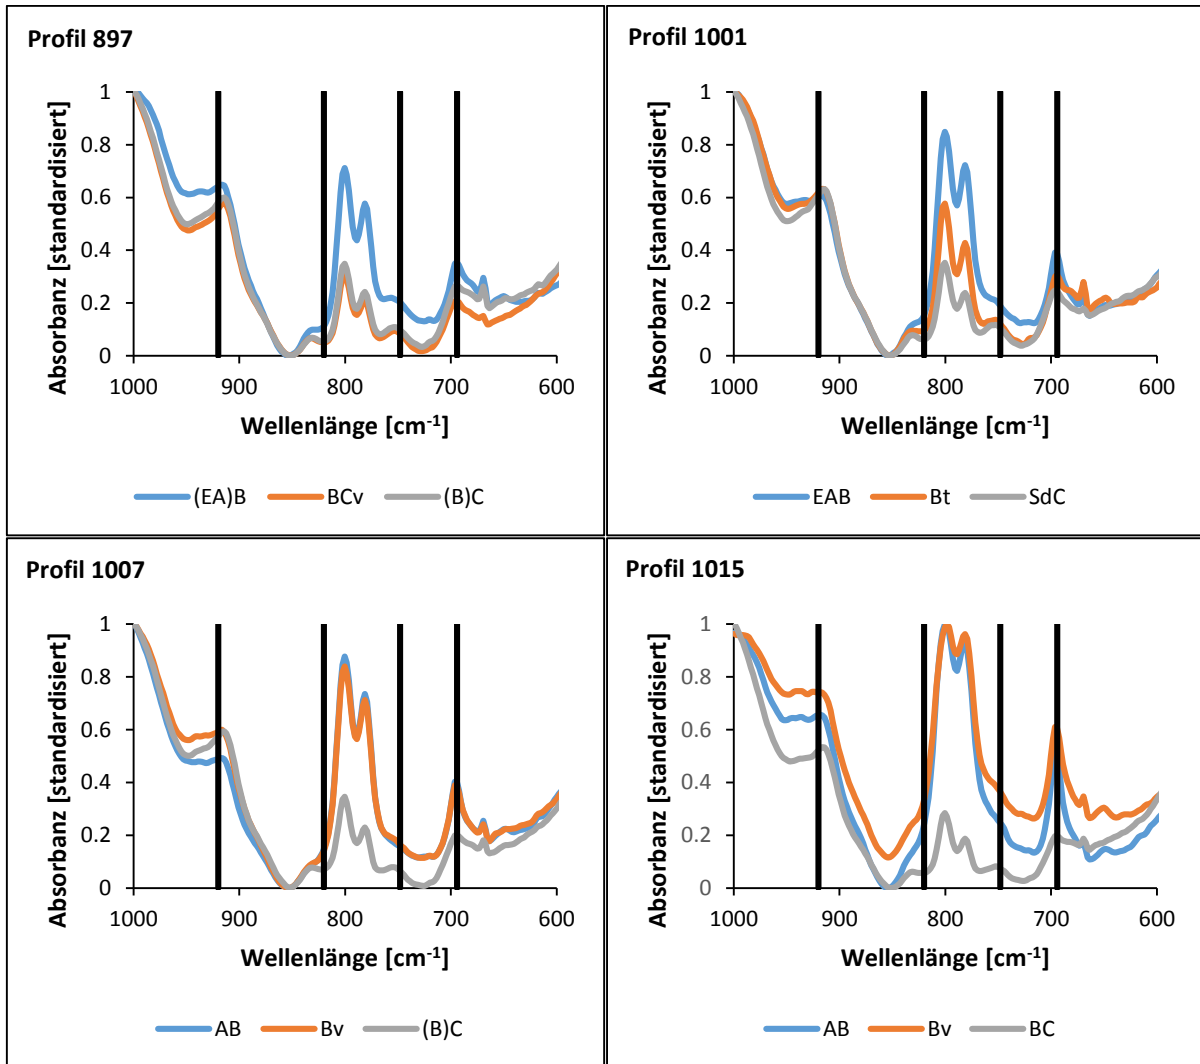 Profil 897
Absorbanz [standardisiert]
1
0.8
0.6
0.4
0.2
0
1000 900 800 700 600
Wellenlänge [cm⁻¹]
(EA)B BCv (B)C
Profil 1001
Absorbanz [standardisiert]
1
0.8
0.6
0.4
0.2
0
1000 900 800 700 600
Wellenlänge [cm⁻¹]
EAB Bt SdC
Profil 1007
Absorbanz [standardisiert]
1
0.8
0.6
0.4
0.2
0
1000 900 800 700 600
Wellenlänge [cm⁻¹]
AB Bv (B)C
Profil 1015
Absorbanz [standardisiert]
1
0.8
0.6
0.4
0.2
0
1000 900 800 700 600
Wellenlänge [cm⁻¹]
AB Bv BC